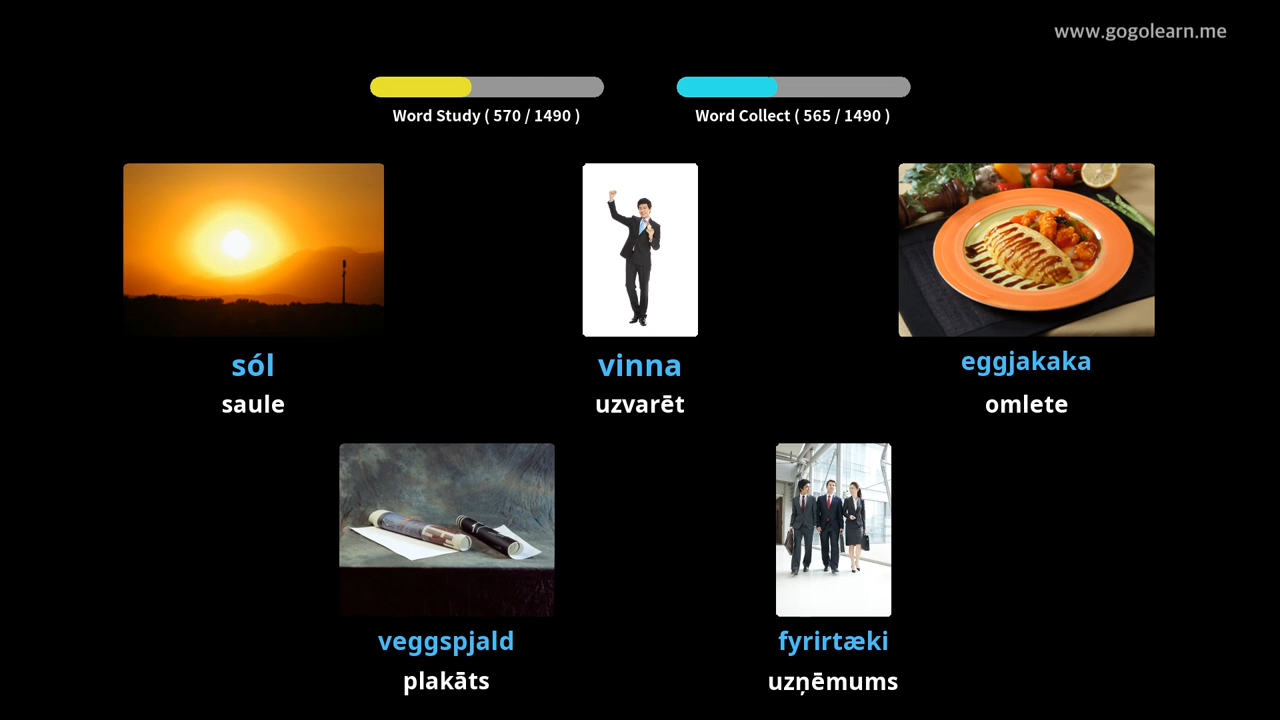 www.gogolearn.me
Word Study ( 570 / 1490 )
Word Collect ( 565 / 1490 )
sól
saule
vinna
uzvarēt
eggjakaka
omlete
veggspjald
plakāts
fyrirtæki
uzņēmums